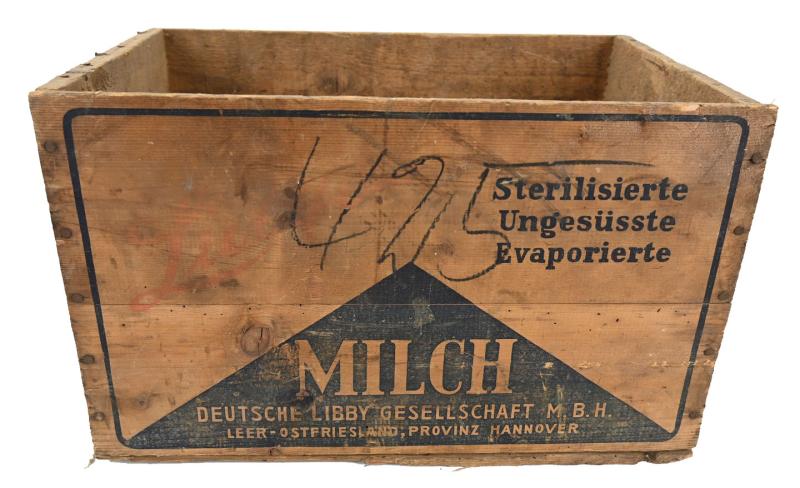 495
Sterilisierte
Ungesüsste
Evaporierte
MILCH
DEUTSCHE LIBBY GESELLSCHAFT M.B.H.
LEER-OSTFRIESLAND, PROVINZ HANNOVER